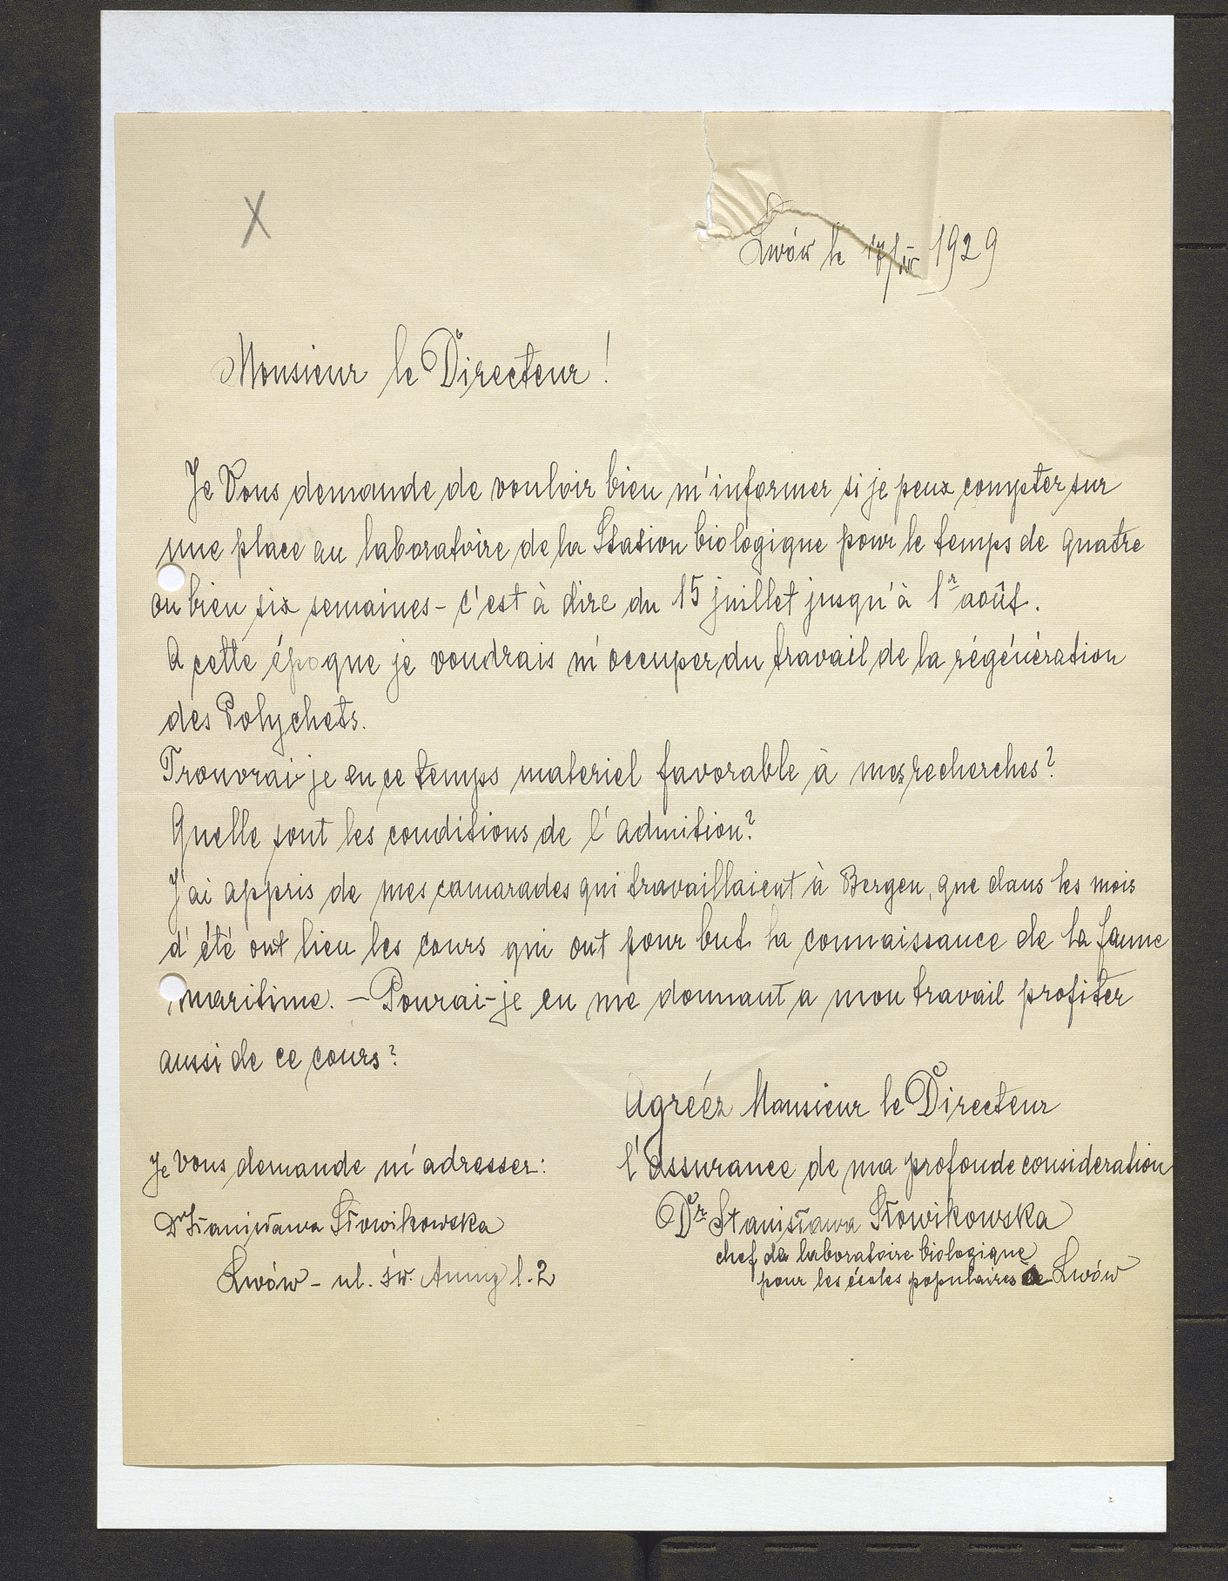 X
Lwów le 17/IV 1929
Monsieur le Directeur!
Je Vous demande de vouloir bien m'informer si je peux compter sur
une place au laboratoire de la Station biologique pour le temps de quatre
ou bien six semaines - c'est à dire du 15 juillet jusqu'à 1r août.
A cette époque je voudrais m'occuper du travail de la régénération
des Polychets.
Trouvrai-je en ce temps materiel favorable à mes recherches?
Quelle sont les conditions de l'admition?
J'ai appris de mes camarades qui travaillaient à Bergen, que dans les mois
d'été ont lieu les cours qui ont pour but la connaissance de la faune
maritime. - Pourai-je en me donnant a mon travail profiter
aussi de ce cours?
Agréez Monsieur le Directeur
l'assurance de ma profonde consideration
Dr Stanisława Słowikowska
chef de laboratoire biologique
pour les écoles populaires de Lwów
Je Vous demande m'adresser:
Dr Stanisława Słowikowska
Lwów - ul. św. Anny l. 2